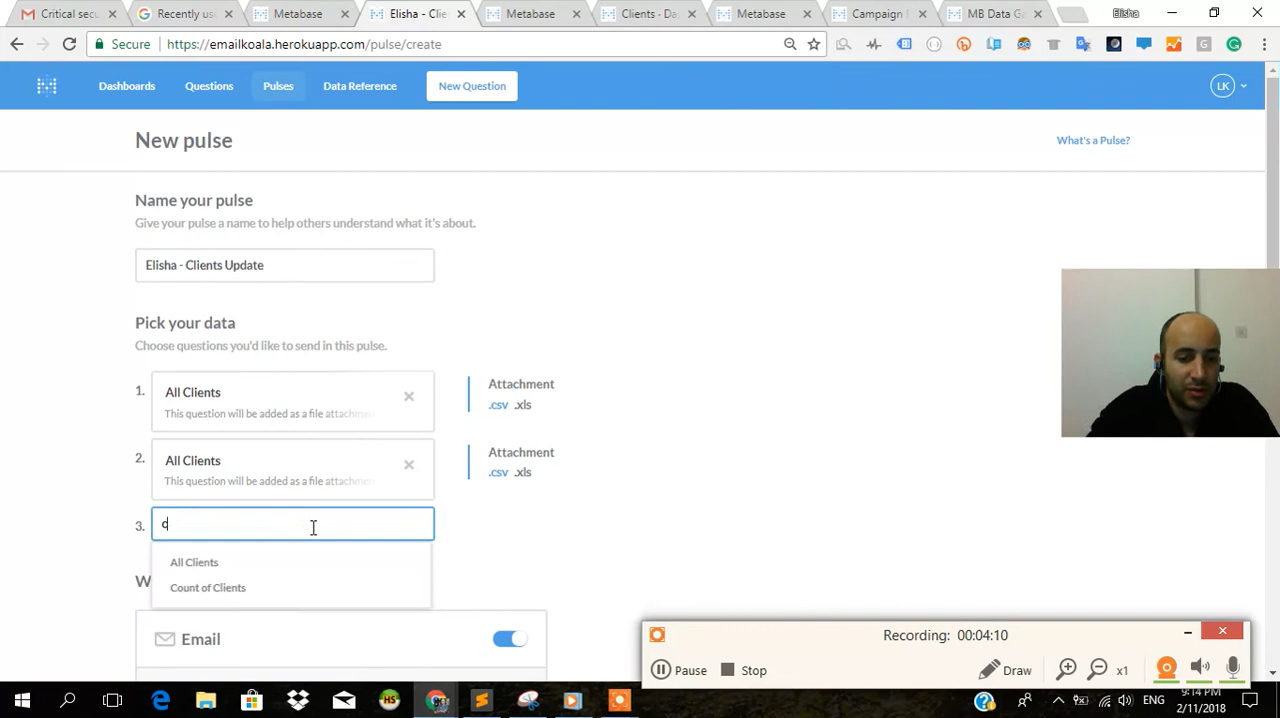 Critical secu
Recently us
Metabase
Elisha - Clie
Metabase
Clients - Da
Metabase
Campaign
MB Data Ga
Elisha
Secure
https://emailkoala.herokuapp.com/pulse/create
Dashboards
Questions
Pulses
Data Reference
New Question
LK
New pulse
What's a Pulse?
Name your pulse
Give your pulse a name to help others understand what it's about.
Elisha - Clients Update
Pick your data
Choose questions you'd like to send in this pulse.
1.
All Clients
This question will be added as a file attachme
Attachment
.csv .xls
2.
All Clients
This question will be added as a file attachme
Attachment
.csv .xls
3.
c
All Clients
Count of Clients
W
Email
Recording: 00:04:10
Pause
Stop
Draw
x1
ENG
9:14 PM
2/11/2018